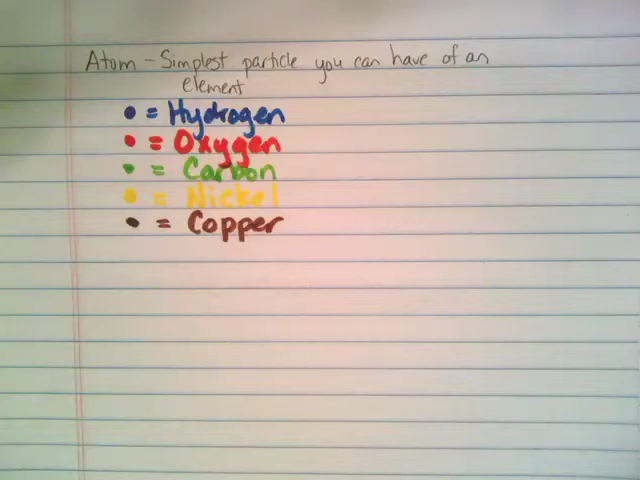 Atom - Simplest particle you can have of an
element
• = Hydrogen
• = Oxygen
• = Carbon
• = Nickel
• = Copper